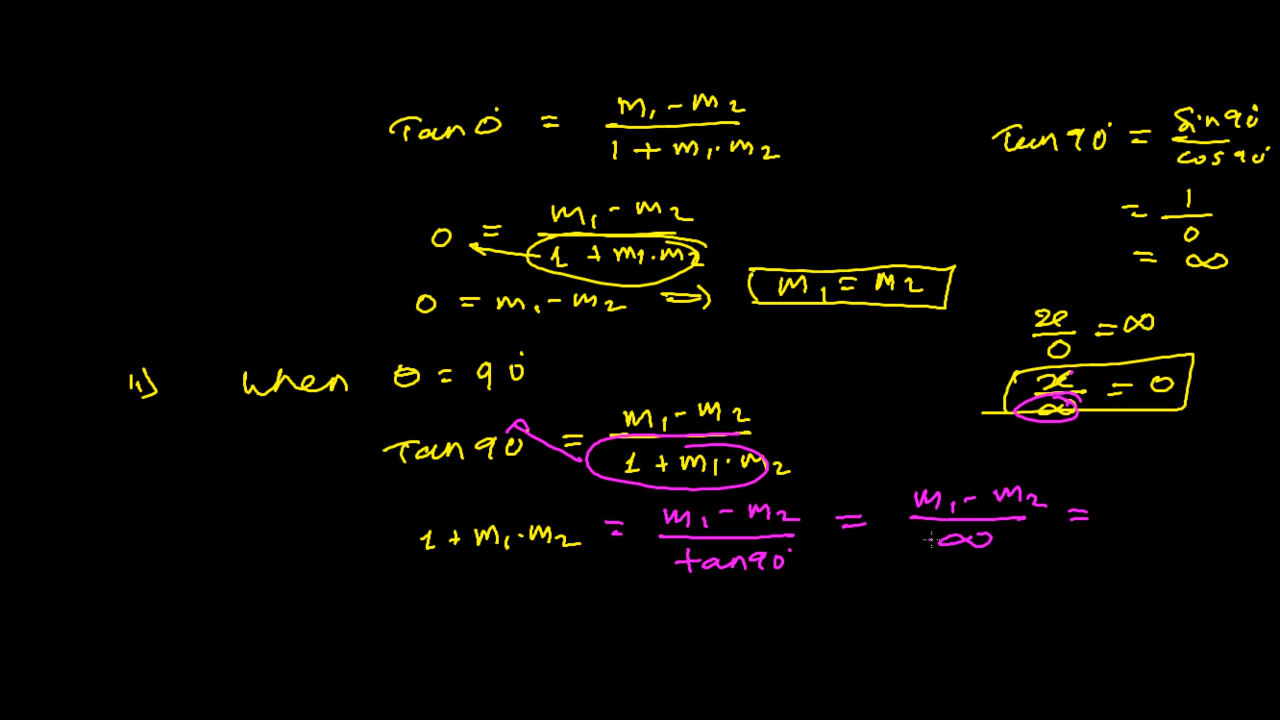 Tan 0° = m₁ - m₂ / 1 + m₁·m₂
0 = m₁ - m₂ / 1 + m₁·m₂
0 = m₁ - m₂ ⇒ m₁ = m₂
ii) when θ = 90°
Tan 90° = m₁ - m₂ / 1 + m₁·m₂
1 + m₁·m₂ = m₁ - m₂ / tan 90° = m₁ - m₂ / ∞ =
Tan 90° = sin 90° / cos 90°
= 1 / 0
= ∞
x / 0 = ∞
x / ∞ = 0